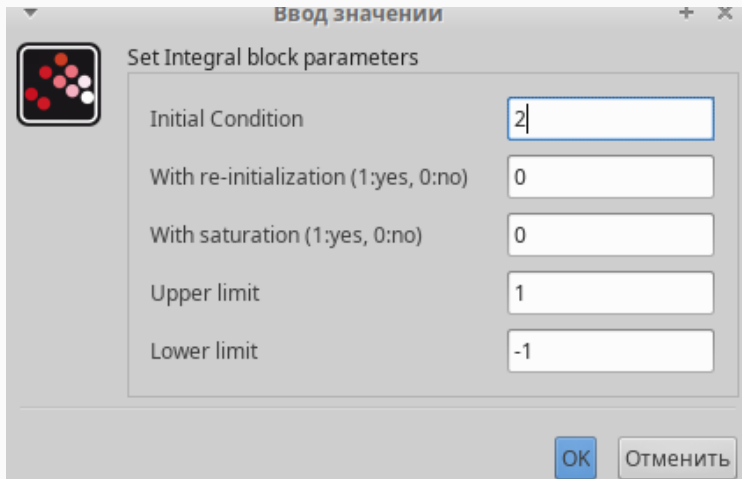 Ввод значений
Set Integral block parameters
Initial Condition 2
With re-initialization (1:yes, 0:no) 0
With saturation (1:yes, 0:no) 0
Upper limit 1
Lower limit -1
OK Отменить